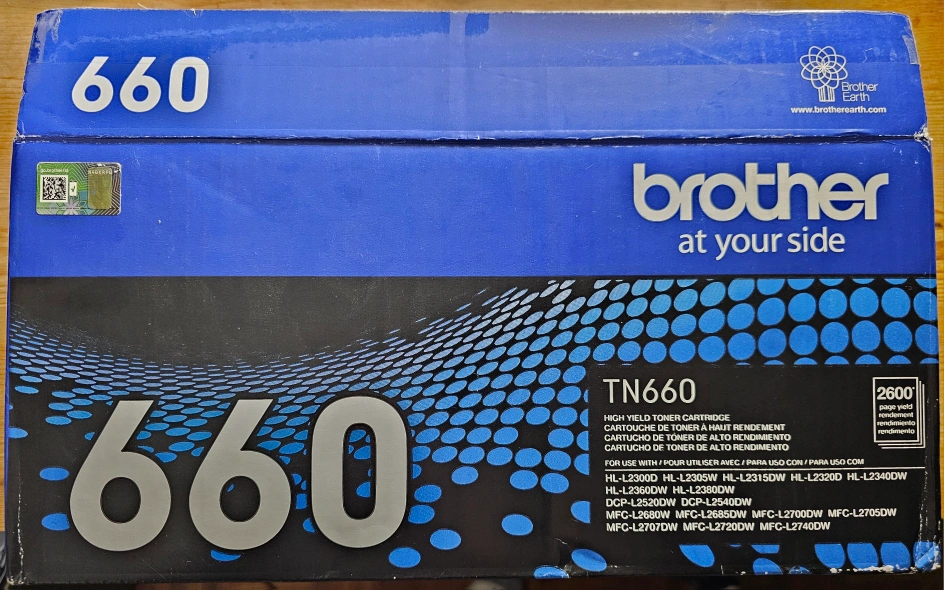 660
Brother
Earth
www.brotherearth.com
brother
at your side
660
TN660
HIGH YIELD TONER CARTRIDGE
CARTOUCHE DE TONER À HAUT RENDEMENT
CARTUCHO DE TÓNER DE ALTO RENDIMIENTO
CARTUCHO DE TONER DE ALTO RENDIMENTO
2600*
page yield
rendement
rendimiento
rendimento
FOR USE WITH / POUR UTILISER AVEC / PARA USO CON / PARA USO COM
HL-L2300D HL-L2305W HL-L2315DW HL-L2320D HL-L2340DW
HL-L2360DW HL-L2380DW
DCP-L2520DW DCP-L2540DW
MFC-L2680W MFC-L2685DW MFC-L2700DW MFC-L2705DW
MFC-L2707DW MFC-L2720DW MFC-L2740DW